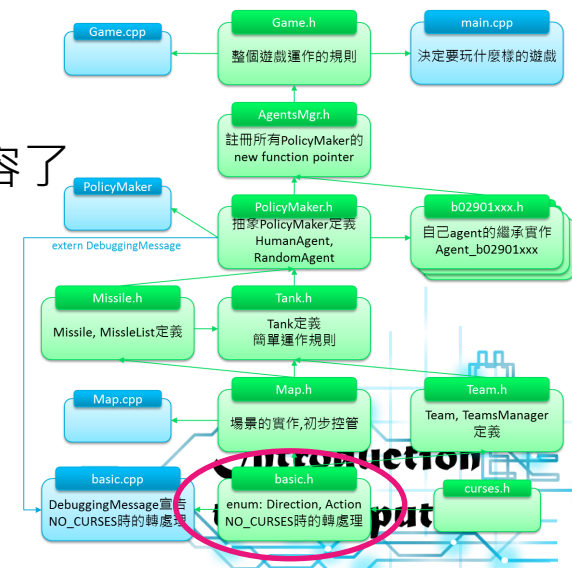 Game.h
整個遊戲運作的規則
Game.cpp
main.cpp
決定要玩什麼樣的遊戲
AgentsMgr.h
註冊所有PolicyMaker的
new function pointer
容了
PolicyMaker
extern DebuggingMessage
PolicyMaker.h
抽象PolicyMaker定義
HumanAgent,
RandomAgent
b02901xxx.h
自己agent的繼承實作
Agent_b02901xxx
Missile.h
Missile, MissleList定義
Tank.h
Tank定義
簡單運作規則
Map.cpp
Map.h
場景的實作,初步控管
Team.h
Team, TeamsManager
定義
Introduction
basic.cpp
DebuggingMessage宣告
NO_CURSES時的轉處理
basic.h
enum: Direction, Action
NO_CURSES時的轉處理
curses.h